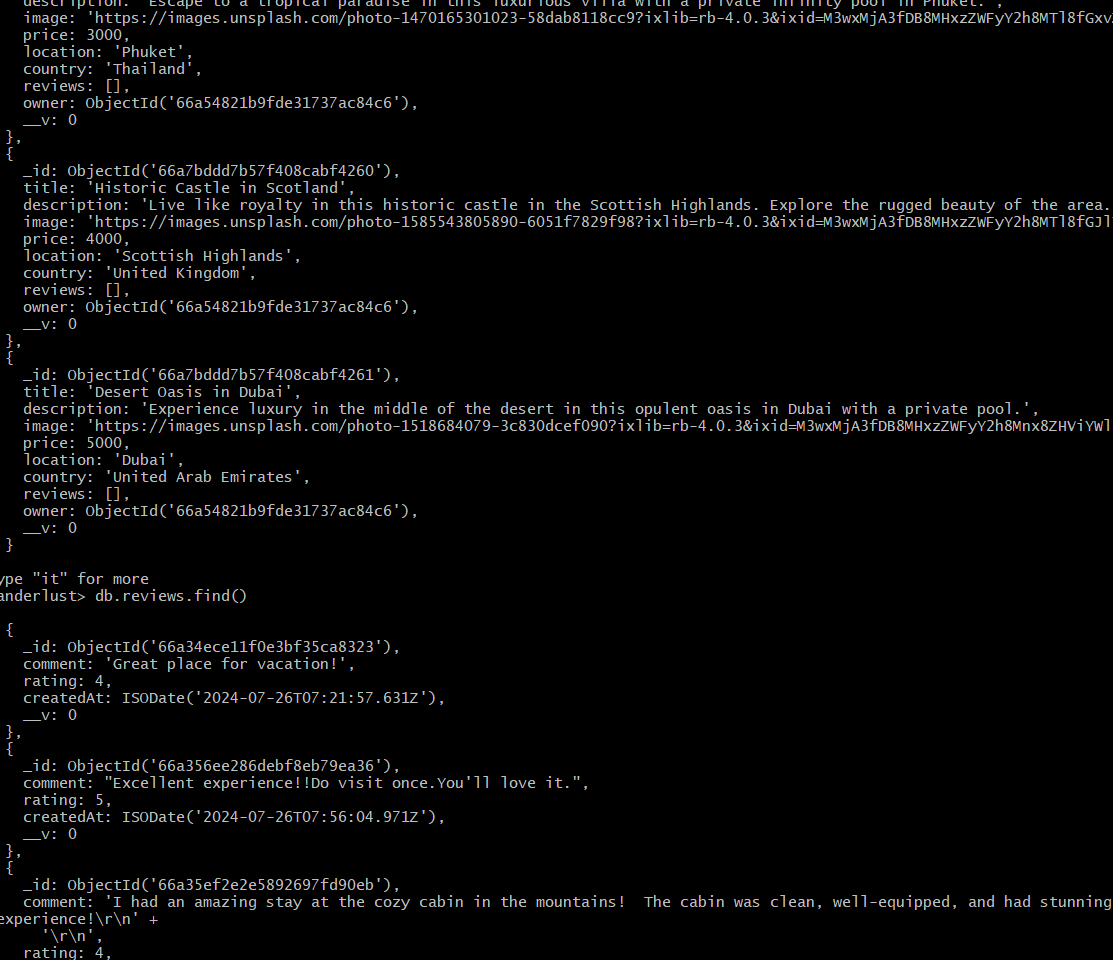 description: 'Escape to a tropical paradise in this luxurious villa with a private infinity pool in Phuket.',
image: 'https://images.unsplash.com/photo-1470165301023-58dab8118cc9?ixlib=rb-4.0.3&ixid=M3wxMjA3fDB8MHxzZWFyY2h8MTl8fGxv
price: 3000,
location: 'Phuket',
country: 'Thailand',
reviews: [],
owner: ObjectId('66a54821b9fde31737ac84c6'),
__v: 0
},
{
_id: ObjectId('66a7bddd7b57f408cabf4260'),
title: 'Historic Castle in Scotland',
description: 'Live like royalty in this historic castle in the Scottish Highlands. Explore the rugged beauty of the area.
image: 'https://images.unsplash.com/photo-1585543805890-6051f7829f98?ixlib=rb-4.0.3&ixid=M3wxMjA3fDB8MHxzZWFyY2h8MTl8fGJl
price: 4000,
location: 'Scottish Highlands',
country: 'United Kingdom',
reviews: [],
owner: ObjectId('66a54821b9fde31737ac84c6'),
__v: 0
},
{
_id: ObjectId('66a7bddd7b57f408cabf4261'),
title: 'Desert Oasis in Dubai',
description: 'Experience luxury in the middle of the desert in this opulent oasis in Dubai with a private pool.',
image: 'https://images.unsplash.com/photo-1518684079-3c830dcef090?ixlib=rb-4.0.3&ixid=M3wxMjA3fDB8MHxzZWFyY2h8Mnx8ZHViYWl
price: 5000,
location: 'Dubai',
country: 'United Arab Emirates',
reviews: [],
owner: ObjectId('66a54821b9fde31737ac84c6'),
__v: 0
}
ype "it" for more
anderlust> db.reviews.find()
{
_id: ObjectId('66a34ece11f0e3bf35ca8323'),
comment: 'Great place for vacation!',
rating: 4,
createdAt: ISODate('2024-07-26T07:21:57.631Z'),
__v: 0
},
{
_id: ObjectId('66a356ee286debf8eb79ea36'),
comment: "Excellent experience!!Do visit once.You'll love it.",
rating: 5,
createdAt: ISODate('2024-07-26T07:56:04.971Z'),
__v: 0
},
{
_id: ObjectId('66a35ef2e2e5892697fd90eb'),
comment: 'I had an amazing stay at the cozy cabin in the mountains!  The cabin was clean, well-equipped, and had stunning
experience!\r\n' +
'\r\n',
rating: 4,